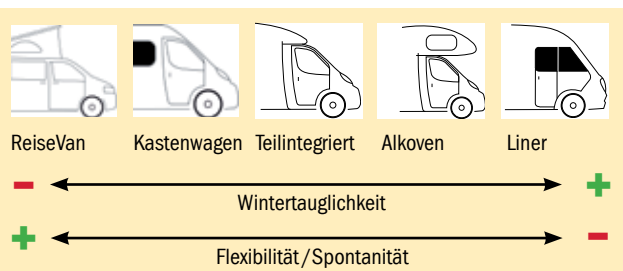 ReiseVan Kastenwagen Teilintegriert Alkoven Liner
Wintertauglichkeit
Flexibilität/Spontanität